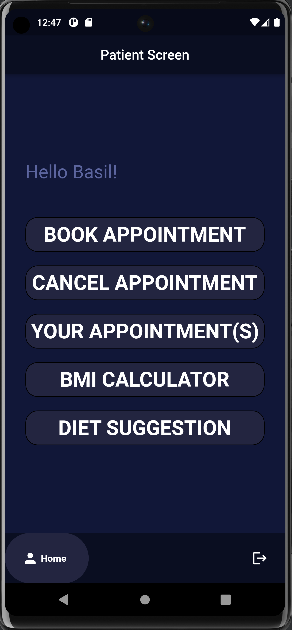 12:47
Patient Screen
Hello Basil!
BOOK APPOINTMENT
CANCEL APPOINTMENT
YOUR APPOINTMENT(S)
BMI CALCULATOR
DIET SUGGESTION
Home